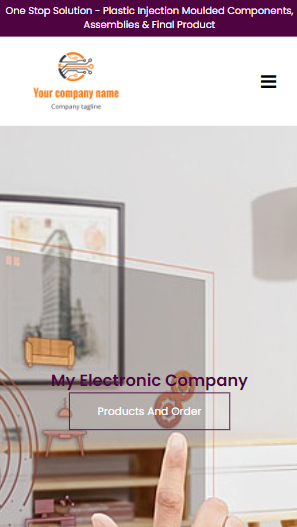 One Stop Solution - Plastic Injection Moulded Components,
Assemblies & Final Product
Your company name
Company tagline
My Electronic Company
Products And Order